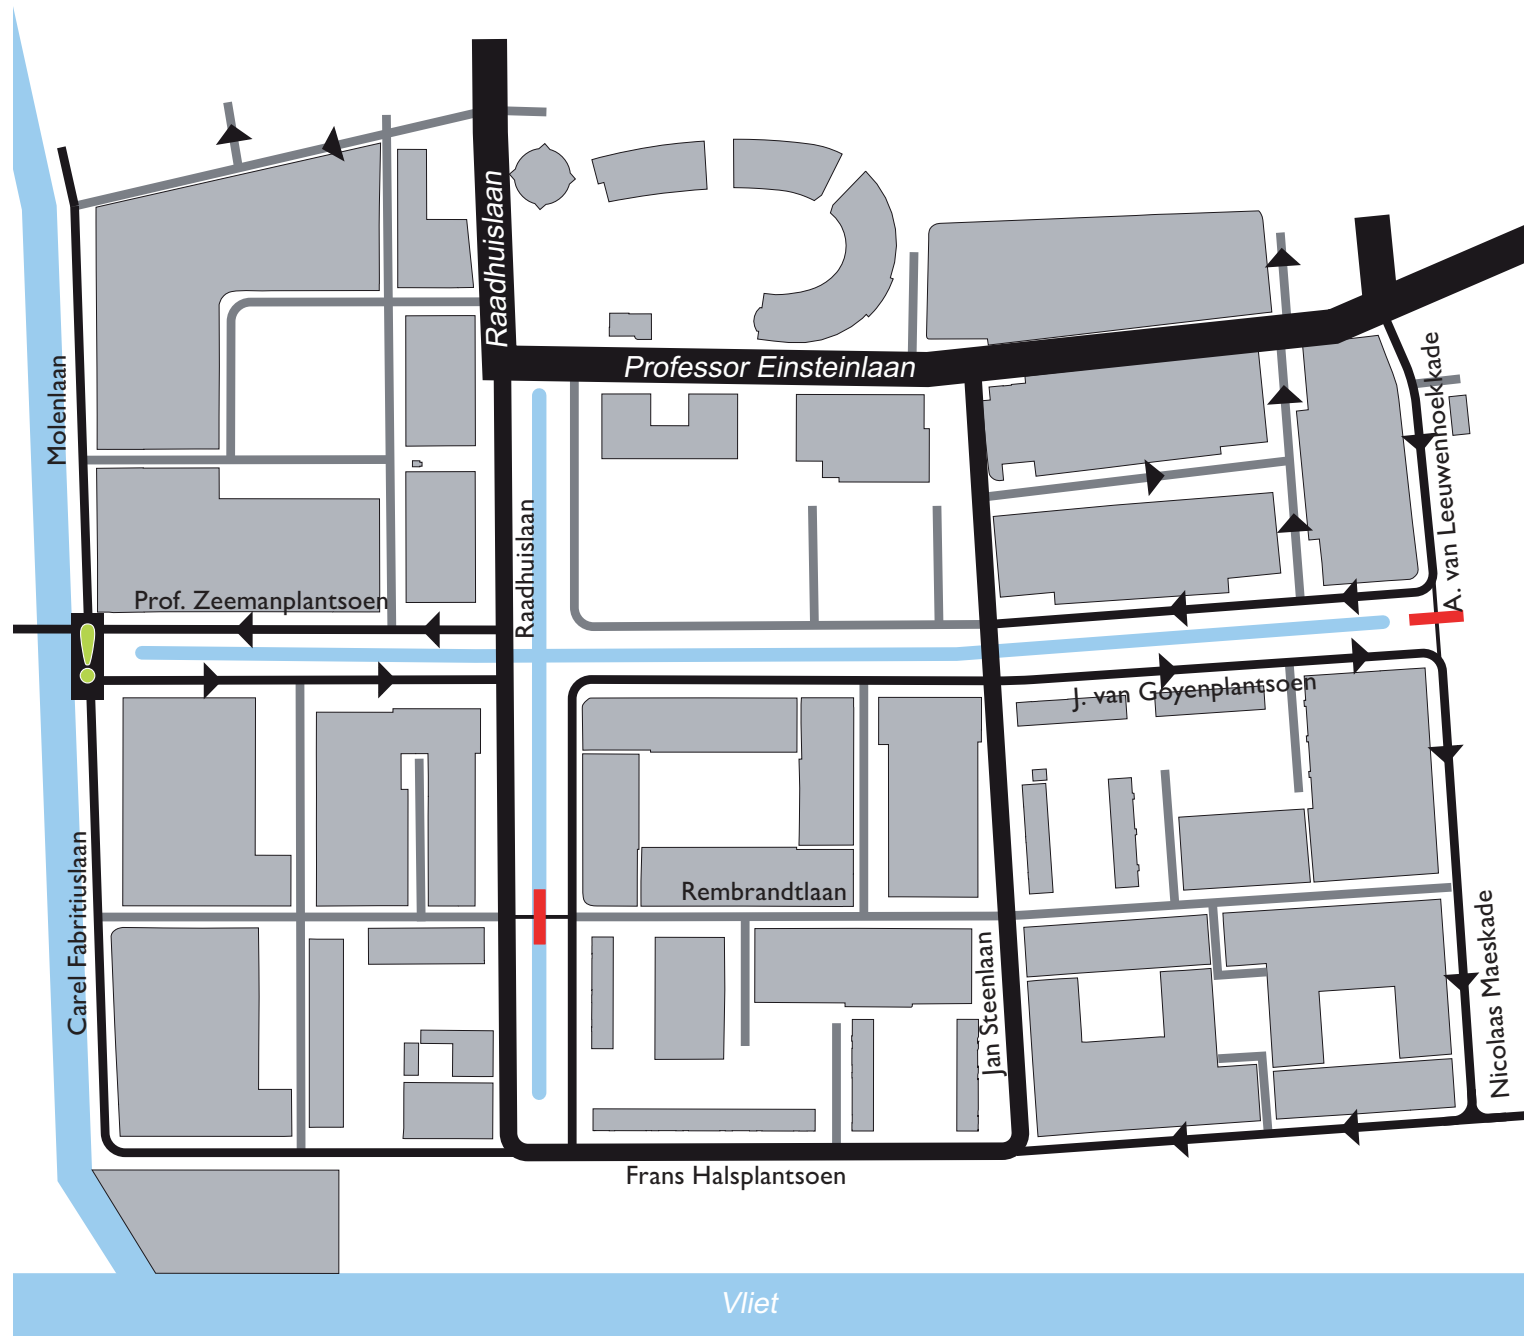 Raadhuislaan
Professor Einsteinlaan
Molenlaan
A. van Leeuwenhoekkade
Raadhuislaan
Prof. Zeemanplantsoen
J. van Goyenplantsoen
Rembrandtlaan
Carel Fabritiuslaan
Jan Steenlaan
Nicolaas Maeskade
Frans Halsplantsoen
Vliet